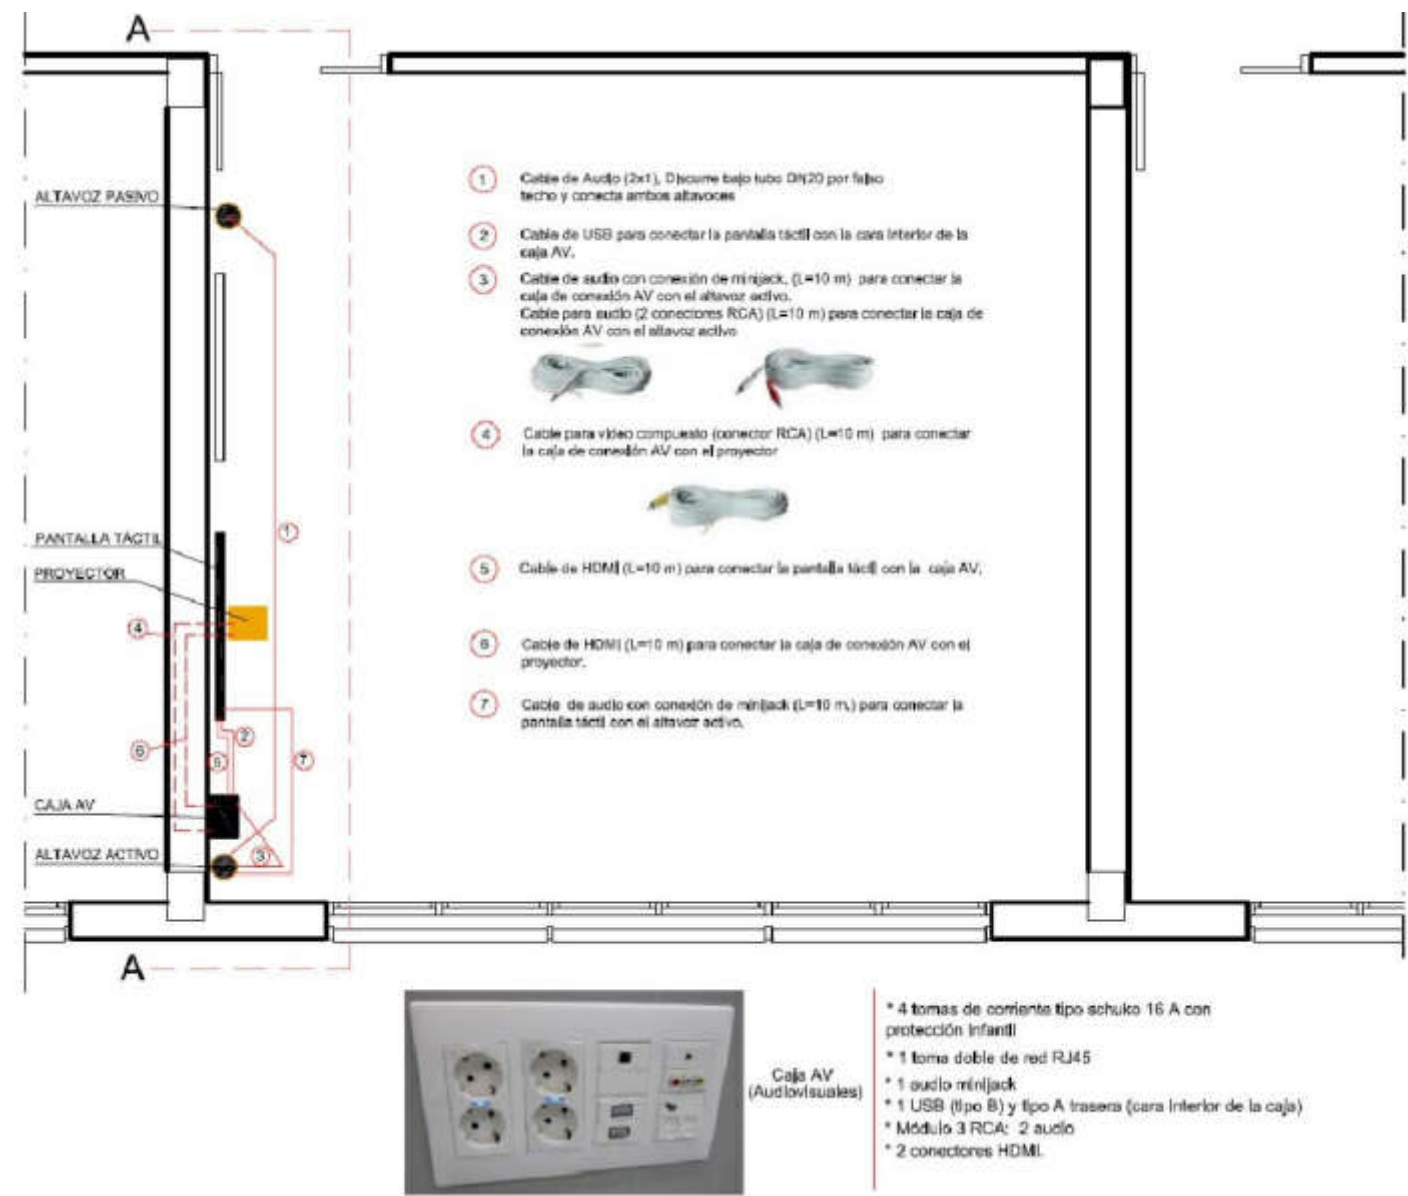 A
ALTAVOZ PASIVO
1
Cable de Audio (2x1), Discurre bajo tubo DN20 por falso
techo y conecta ambos altavoces
2
Cable de USB para conectar la pantalla táctil con la cara interior de la
caja AV.
3
Cable de audio con conexión de minijack, (L=10 m) para conectar la
caja de conexión AV con el altavoz activo.
Cable para audio (2 conectores RCA) (L=10 m) para conectar la caja de
conexión AV con el altavoz activo
4
Cable para vídeo compuesto (conector RCA) (L=10 m) para conectar
la caja de conexión AV con el proyector
1
PANTALLA TÁCTIL
PROYECTOR
5
Cable de HDMI (L=10 m) para conectar la pantalla táctil con la caja AV.
4
6
Cable de HDMI (L=10 m) para conectar la caja de conexión AV con el
proyector.
7
Cable de audio con conexión de minijack (L=10 m,) para conectar la
pantalla táctil con el altavoz activo.
2
6
5
7
CAJA AV
ALTAVOZ ACTIVO
3
A
Caja AV
(Audiovisuales)
* 4 tomas de corriente tipo schuko 16 A con
protección infantil
* 1 toma doble de red RJ45
* 1 audio minijack
* 1 USB (tipo B) y tipo A trasera (cara interior de la caja)
* Módulo 3 RCA: 2 audio
* 2 conectores HDMI.